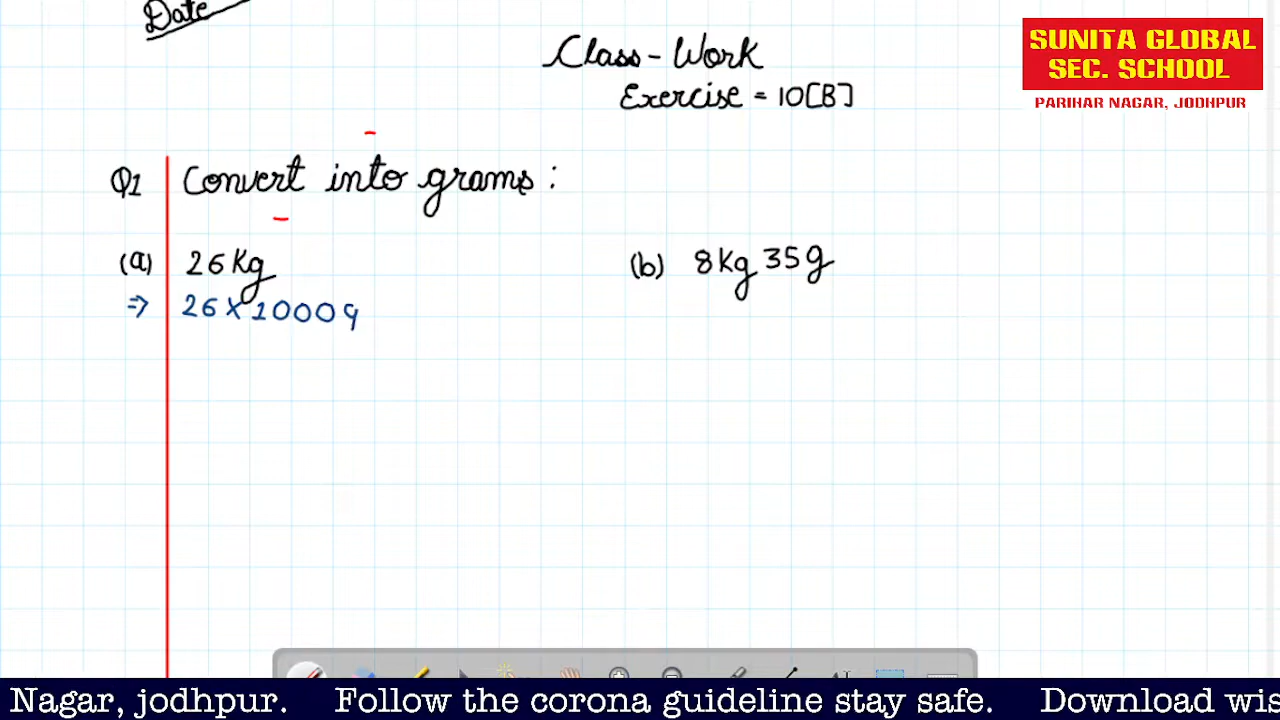 Date
SUNITA GLOBAL
SEC. SCHOOL
PARIHAR NAGAR, JODHPUR
Class - Work
Exercise = 10[B]
Q1 Convert into grams :
(a) 26 Kg (b) 8 Kg 35 g
⇒ 26 × 1000 g
Nagar, jodhpur. Follow the corona guideline stay safe. Download